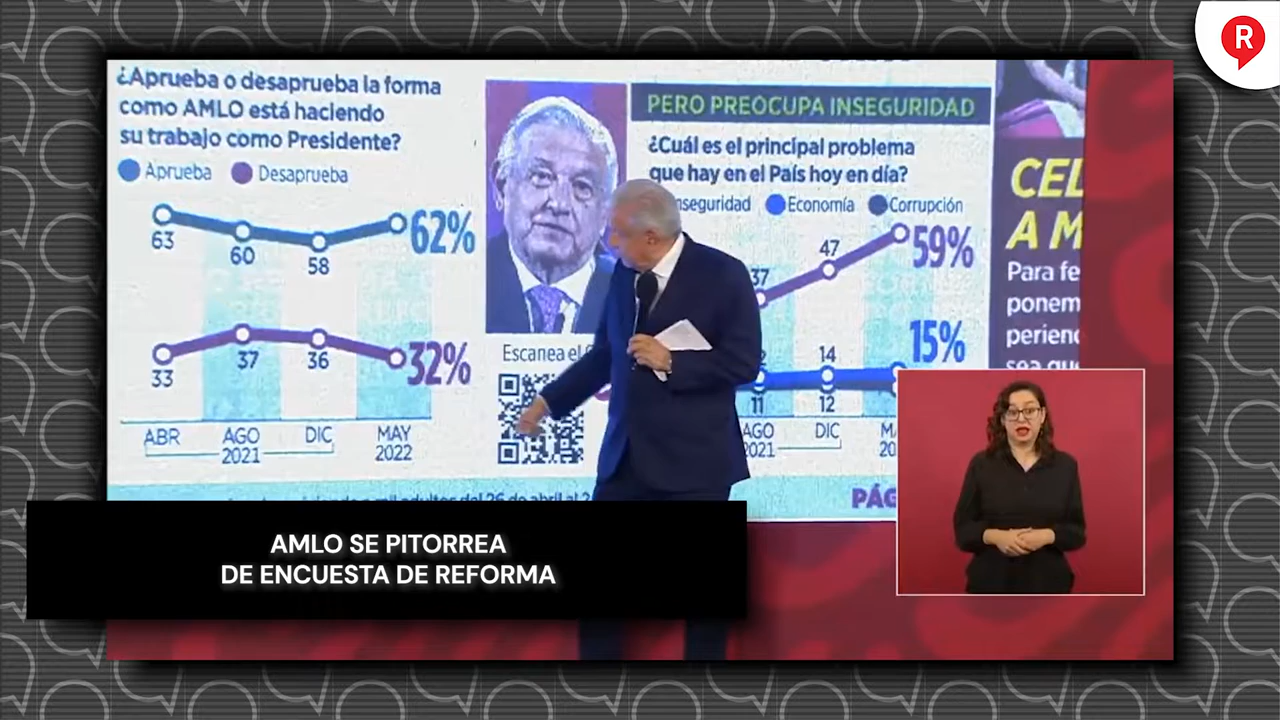 R
¿Aprueba o desaprueba la forma
como AMLO está haciendo
su trabajo como Presidente?
Aprueba Desaprueba
63 60 58 62%
33 37 36 32%
ABR AGO DIC MAY
2021 2022
Escanea el
PERO PREOCUPA INSEGURIDAD
¿Cuál es el principal problema
que hay en el País hoy en día?
nseguridad Economía Corrupción
37 47 59%
14 15%
11 12
AGO DIC
PÁG
CEL
A M
Para fe
ponem
perienc
sea que
AMLO SE PITORREA
DE ENCUESTA DE REFORMA